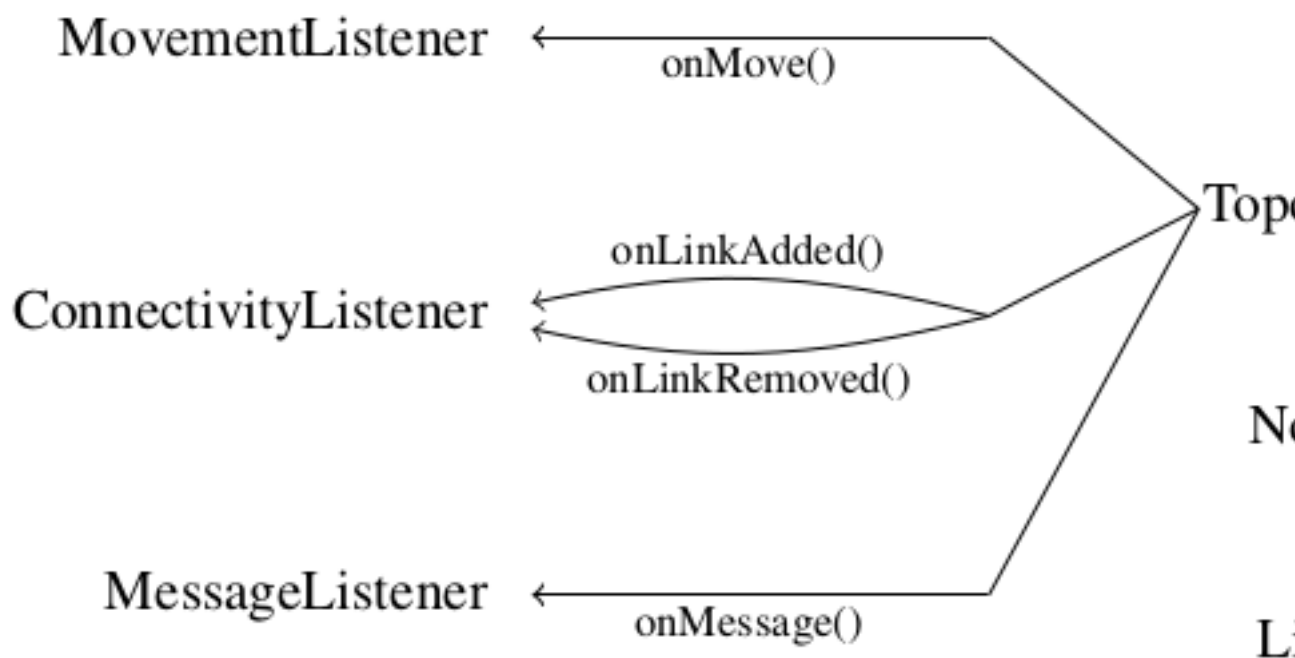 MovementListener
onMove()
onLinkAdded()
ConnectivityListener
onLinkRemoved()
MessageListener
onMessage()